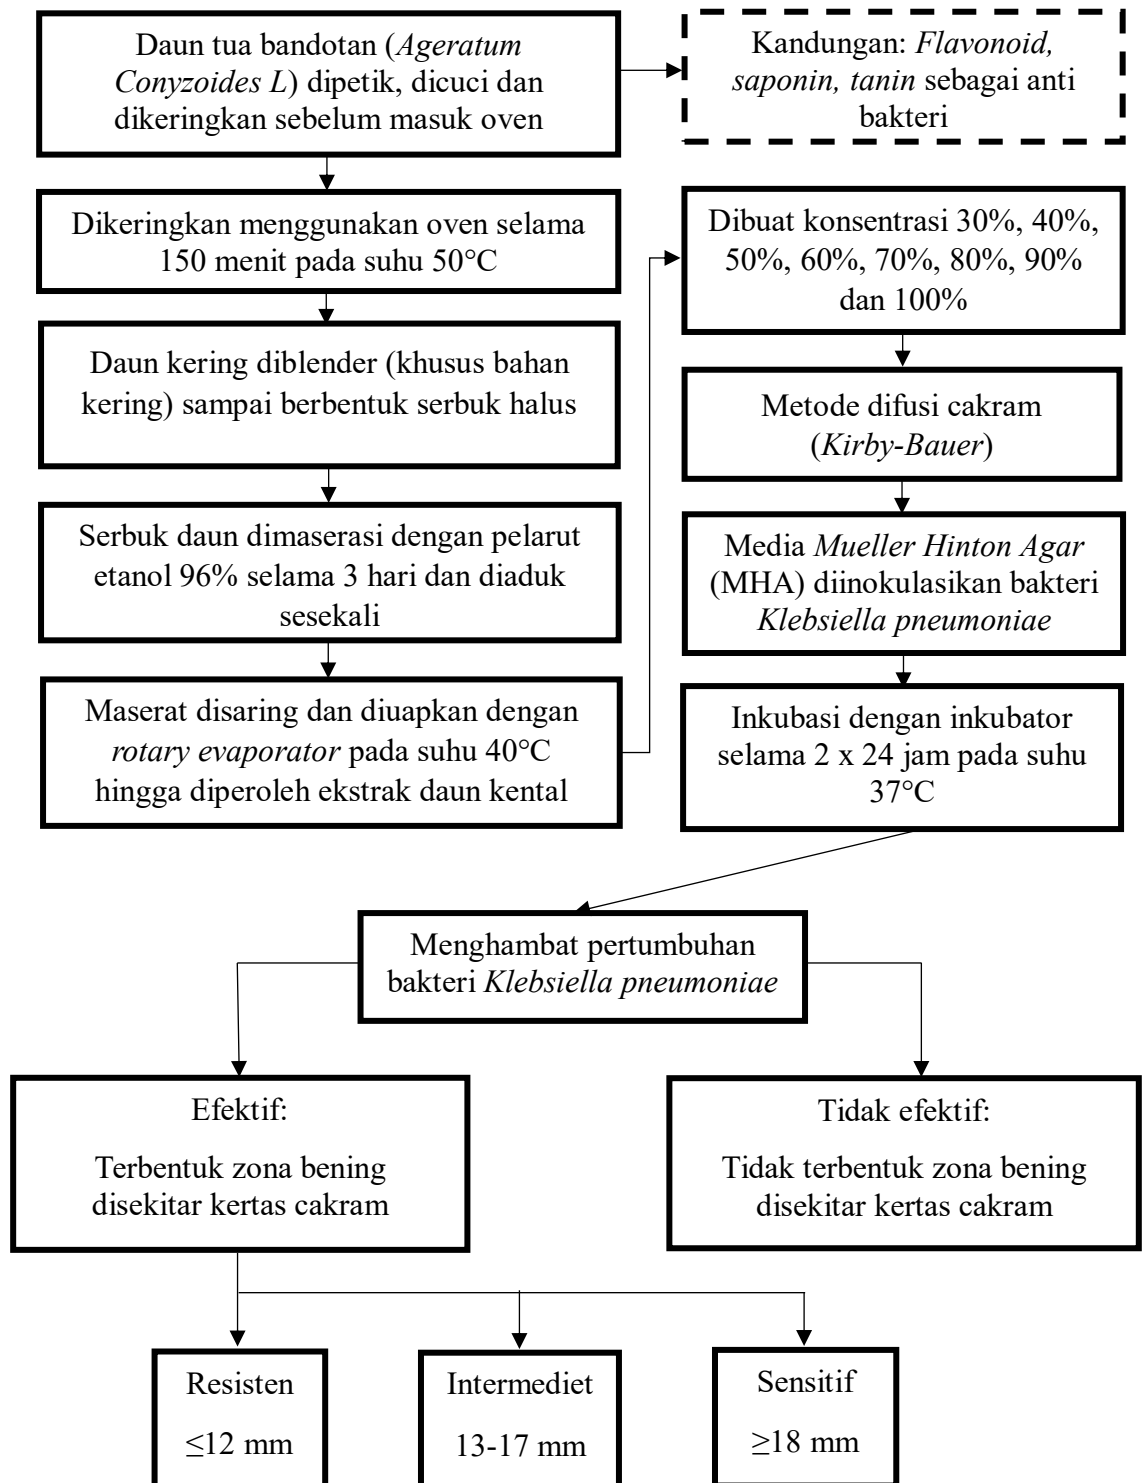 Daun tua bandotan (Ageratum
Conyzoides L) dipetik, dicuci dan
dikeringkan sebelum masuk oven
Kandungan: Flavonoid,
saponin, tanin sebagai anti
bakteri
Dikeringkan menggunakan oven selama
150 menit pada suhu 50°C
Daun kering diblender (khusus bahan
kering) sampai berbentuk serbuk halus
Serbuk daun dimaserasi dengan pelarut
etanol 96% selama 3 hari dan diaduk
sesekali
Maserat disaring dan diuapkan dengan
rotary evaporator pada suhu 40°C
hingga diperoleh ekstrak daun kental
Dibuat konsentrasi 30%, 40%,
50%, 60%, 70%, 80%, 90%
dan 100%
Metode difusi cakram
(Kirby-Bauer)
Media Mueller Hinton Agar
(MHA) diinokulasikan bakteri
Klebsiella pneumoniae
Inkubasi dengan inkubator
selama 2 x 24 jam pada suhu
37°C
Menghambat pertumbuhan
bakteri Klebsiella pneumoniae
Efektif:
Terbentuk zona bening
disekitar kertas cakram
Tidak efektif:
Tidak terbentuk zona bening
disekitar kertas cakram
Resisten
≤12 mm
Intermediet
13-17 mm
Sensitif
≥18 mm